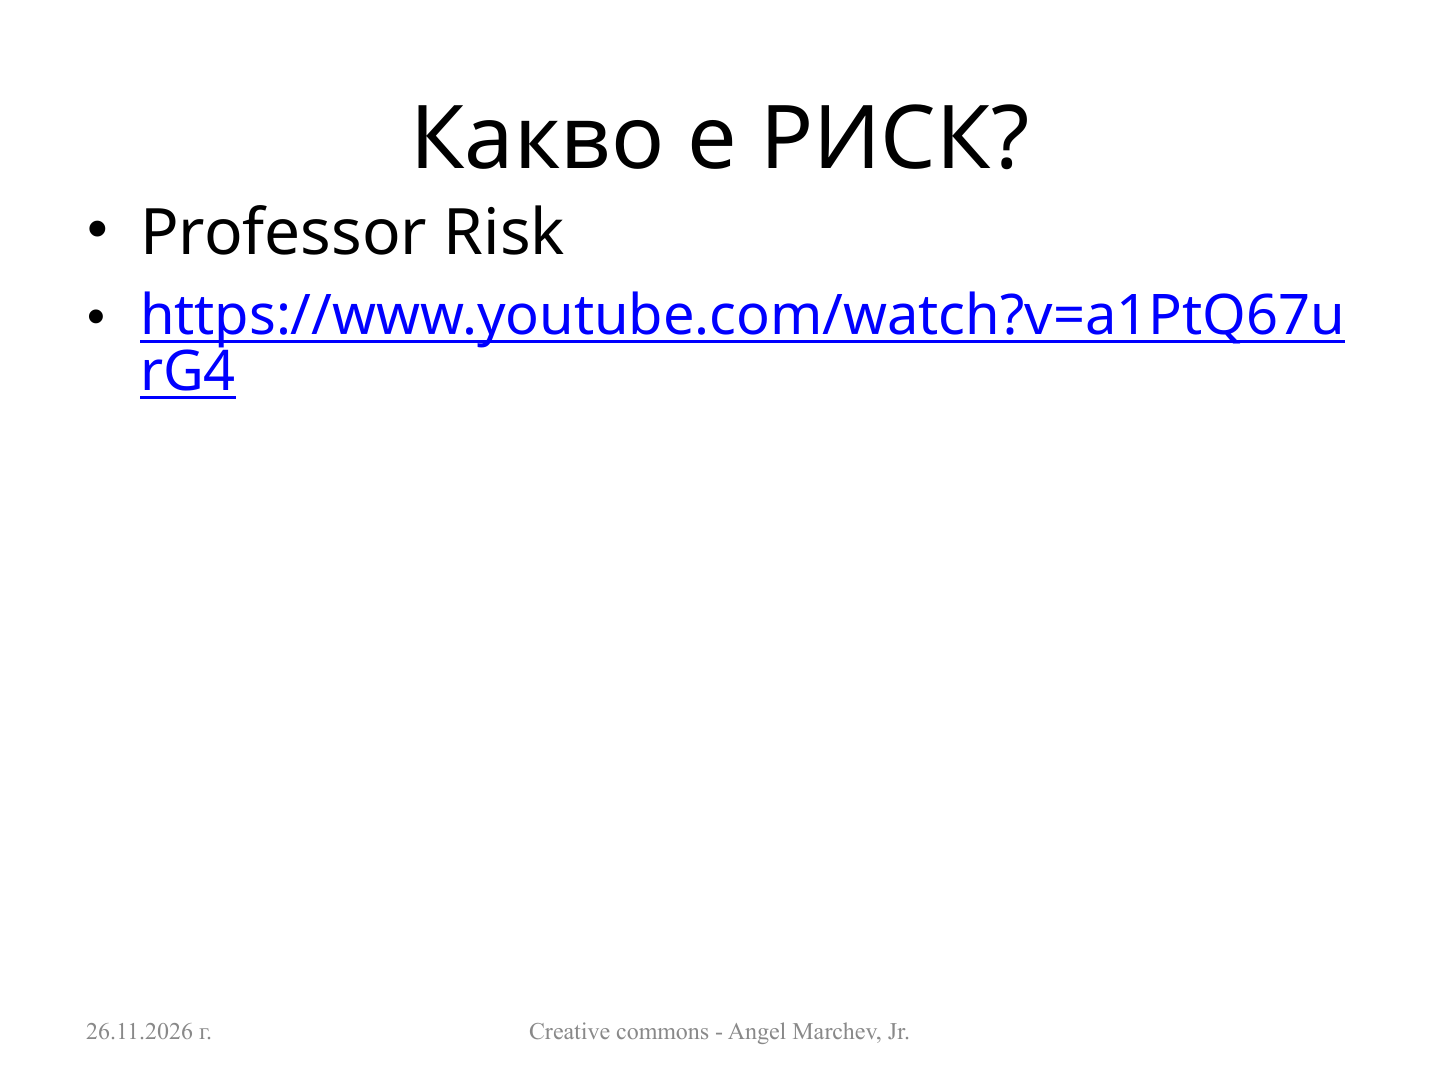 Какво е РИСК?
• Professor Risk
• https://www.youtube.com/watch?v=a1PtQ67u
rG4
26.11.2026 г.
Creative commons - Angel Marchev, Jr.